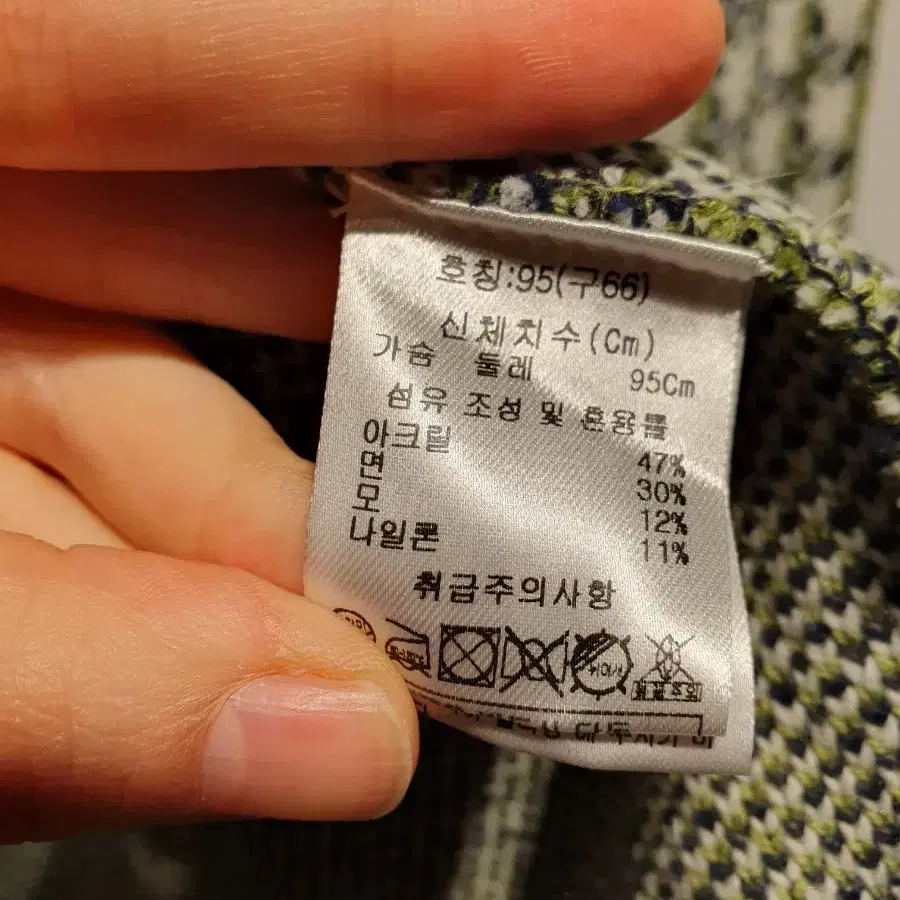 호칭:95(구66)
신체치수(Cm)
가슴 둘레 95Cm
섬유 조성 및 혼용률
아크릴 47%
면 30%
모 12%
나일론 11%
취급주의사항